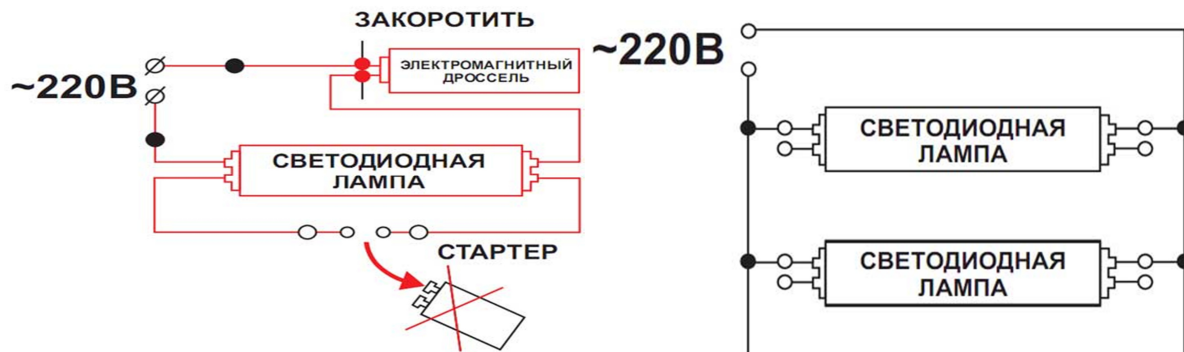 ЗАКОРОТИТЬ
~220В
ЭЛЕКТРОМАГНИТНЫЙ
ДРОССЕЛЬ
СВЕТОДИОДНАЯ
ЛАМПА
СТАРТЕР
~220В
СВЕТОДИОДНАЯ
ЛАМПА
СВЕТОДИОДНАЯ
ЛАМПА